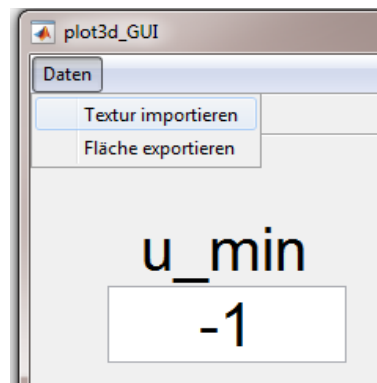 plot3d_GUI
Daten
Textur importieren
Fläche exportieren
u_min
-1